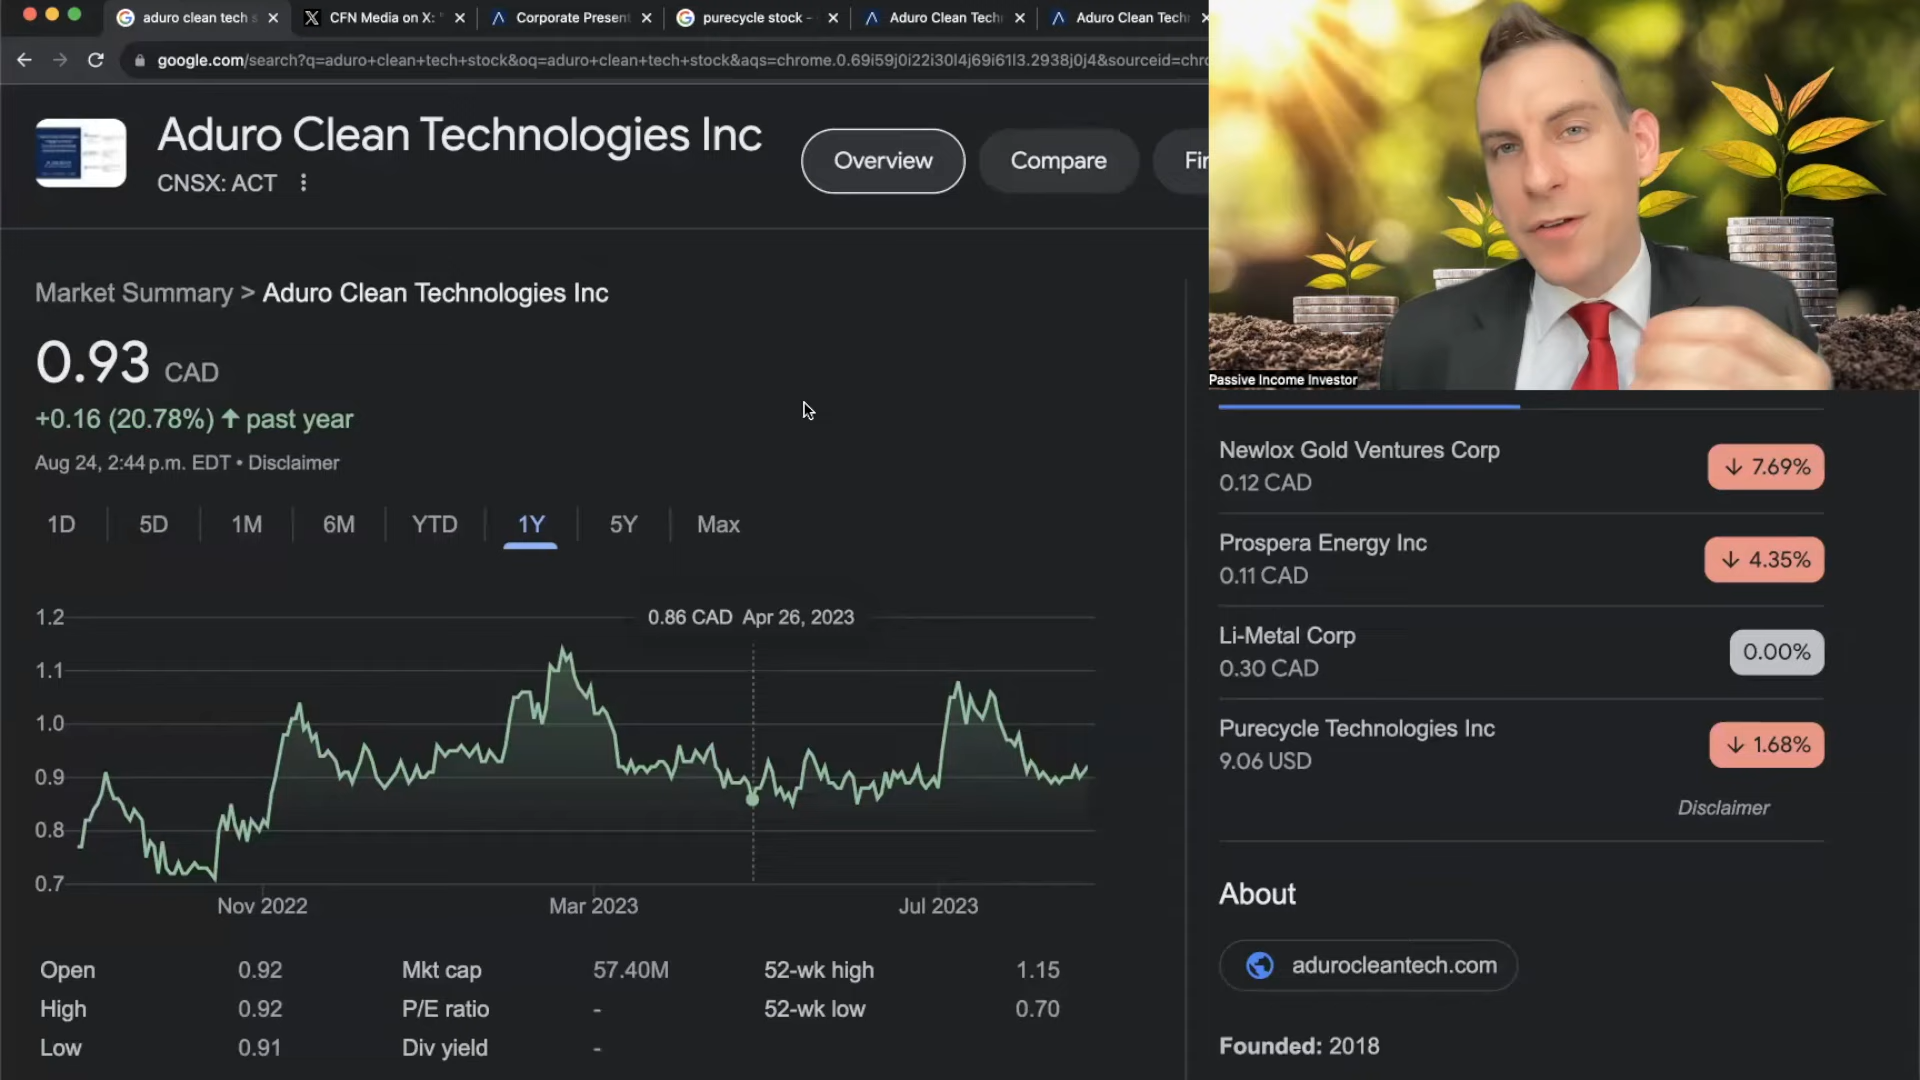 aduro clean tech s
CFN Media on X: "
Corporate Present
purecycle stock -
Aduro Clean Tech
Aduro Clean Tech
google.com/search?q=aduro+clean+tech+stock&oq=aduro+clean+tech+stock&aqs=chrome.0.69i59j0i22i30l4j69i61l3.2938j0j4&sourceid=chro
Aduro Clean Technologies Inc
CNSX: ACT
Overview
Compare
Fir
Passive Income Investor
Market Summary > Aduro Clean Technologies Inc
0.93 CAD
+0.16 (20.78%) ↑ past year
Aug 24, 2:44 p.m. EDT • Disclaimer
1D 5D 1M 6M YTD 1Y 5Y Max
0.86 CAD Apr 26, 2023
1.2
1.1
1.0
0.9
0.8
0.7
Nov 2022 Mar 2023 Jul 2023
Open 0.92 Mkt cap 57.40M 52-wk high 1.15
High 0.92 P/E ratio - 52-wk low 0.70
Low 0.91 Div yield -
Newlox Gold Ventures Corp
0.12 CAD
↓ 7.69%
Prospera Energy Inc
0.11 CAD
↓ 4.35%
Li-Metal Corp
0.30 CAD
0.00%
Purecycle Technologies Inc
9.06 USD
↓ 1.68%
Disclaimer
About
adurocleantech.com
Founded: 2018